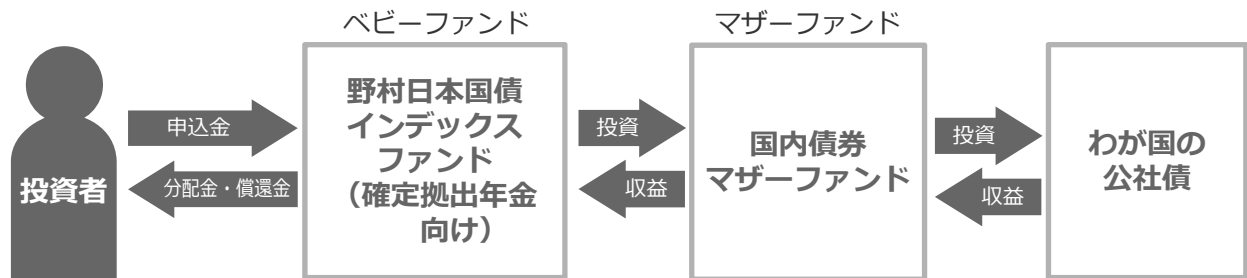 ベビーファンド
マザーファンド
投資者
申込金
分配金・償還金
野村日本国債
インデックス
ファンド
（確定拠出年金
向け）
投資
収益
国内債券
マザーファンド
投資
収益
わが国の
公社債